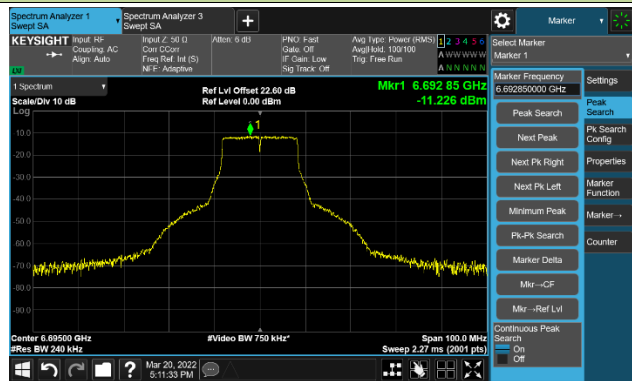 Spectrum Analyzer 1
Swept SA
Spectrum Analyzer 3
Swept SA
Marker
KEYSIGHT
Input: RF
Coupling: AC
Align: Auto
Input Z: 50 Ω
Corr CCorr
Freq Ref: Int (S)
NFE: Adaptive
Atten: 6 dB
PNO: Fast
Gate: Off
IF Gain: Low
Sig Track: Off
Avg Type: Power (RMS)
Avg|Hold: 100/100
Trig: Free Run
1 2 3 4 5 6
A W W W W W
A N N N N N
LW
Select Marker
Marker 1
1 Spectrum
Scale/Div 10 dB
Log
Ref Lvl Offset 22.60 dB
Ref Level 0.00 dBm
Mkr1 6.692 85 GHz
-11.226 dBm
1
-10.0
-20.0
-30.0
-40.0
-50.0
-60.0
-70.0
-80.0
-90.0
Center 6.69500 GHz
#Res BW 240 kHz
#Video BW 750 kHz*
Span 100.0 MHz
Sweep 2.27 ms (2001 pts)
Marker Frequency
6.692850000 GHz
Peak Search
Next Peak
Next Pk Right
Next Pk Left
Minimum Peak
Pk-Pk Search
Marker Delta
Mkr→CF
Mkr→Ref Lvl
Continuous Peak
Search
On
Off
Settings
Peak
Search
Pk Search
Config
Properties
Marker
Function
Marker→
Counter
Mar 20, 2022
5:11:33 PM